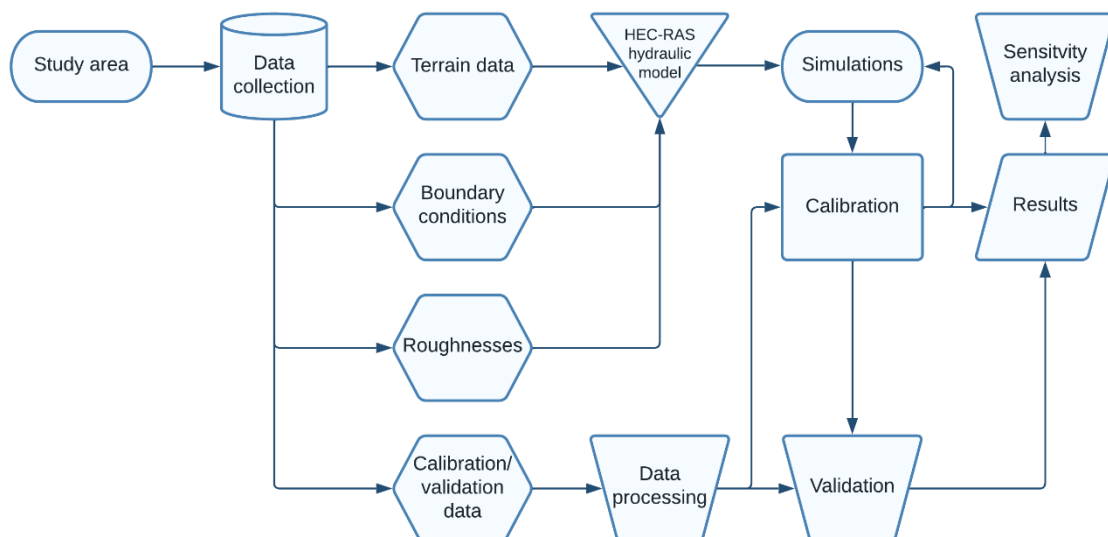 Study area
Data
collection
Terrain data
HEC-RAS
hydraulic
model
Simulations
Sensitvity
analysis
Boundary
conditions
Calibration
Results
Roughnesses
Calibration/
validation
data
Data
processing
Validation